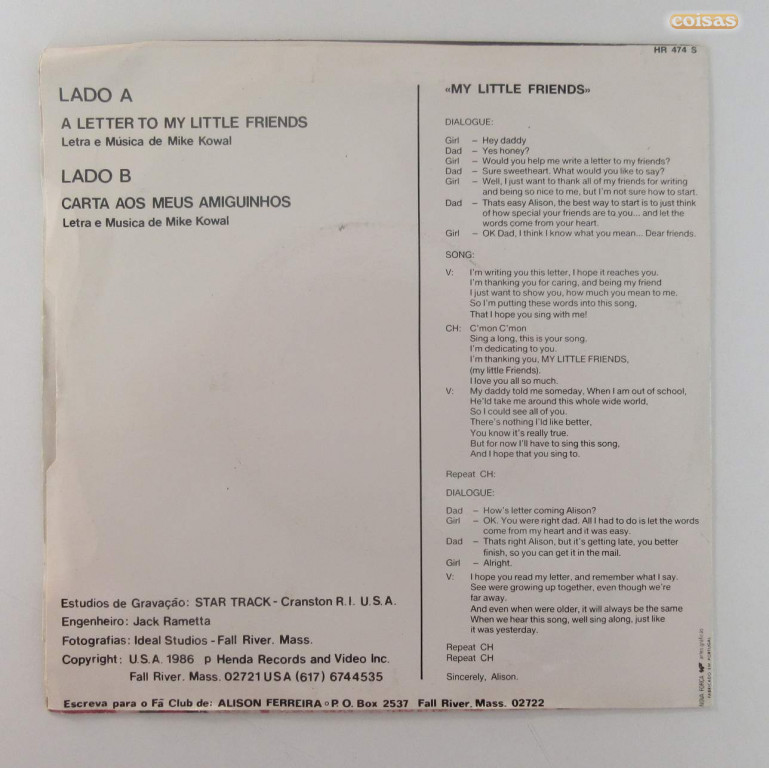 coisas
HR 474 S
LADO A
A LETTER TO MY LITTLE FRIENDS
Letra e Música de Mike Kowal
LADO B
CARTA AOS MEUS AMIGUINHOS
Letra e Musica de Mike Kowal
Estudios de Gravação: STAR TRACK - Cranston R.I. U.S.A.
Engenheiro: Jack Rametta
Fotografias: Ideal Studios - Fall River. Mass.
Copyright: U.S.A. 1986 p Henda Records and Video Inc.
Fall River. Mass. 02721 USA (617) 6744535
Escreva para o Fã Club de: ALISON FERREIRA o P.O. Box 2537 Fall River, Mass. 02722
«MY LITTLE FRIENDS»
DIALOGUE:
Girl – Hey daddy
Dad – Yes honey?
Girl – Would you help me write a letter to my friends?
Dad – Sure sweetheart. What would you like to say?
Girl – Well, I just want to thank all of my friends for writing
and being so nice to me, but I'm not sure how to start.
Dad – Thats easy Alison, the best way to start is to just think
of how special your friends are to you... and let the
words come from your heart.
Girl – OK Dad, I think I know what you mean... Dear friends.
SONG:
V: I'm writing you this letter, I hope it reaches you.
I'm thanking you for caring, and being my friend
I just want to show you, how much you mean to me.
So I'm putting these words into this song,
That I hope you sing with me!
CH: C'mon C'mon
Sing a long, this is your song.
I'm dedicating to you.
I'm thanking you, MY LITTLE FRIENDS,
(my little Friends).
I love you all so much.
V: My daddy told me someday, When I am out of school,
He'ld take me around this whole wide world,
So I could see all of you.
There's nothing I'ld like better,
You know it's really true.
But for now I'll have to sing this song,
And I hope that you sing to.
Repeat CH:
DIALOGUE:
Dad – How's letter coming Alison?
Girl – OK. You were right dad. All I had to do is let the words
come from my heart and it was easy.
Dad – Thats right Alison, but it's getting late, you better
finish, so you can get it in the mail.
Girl – Alright.
V: I hope you read my letter, and remember what I say.
See were growing up together, even though we're
far away.
And even when were older, it will always be the same
When we hear this song, well sing along, just like
it was yesterday.
Repeat CH
Repeat CH
Sincerely, Alison.
NOVA FORÇA artes gráficas
FABRICADO EM PORTUGAL